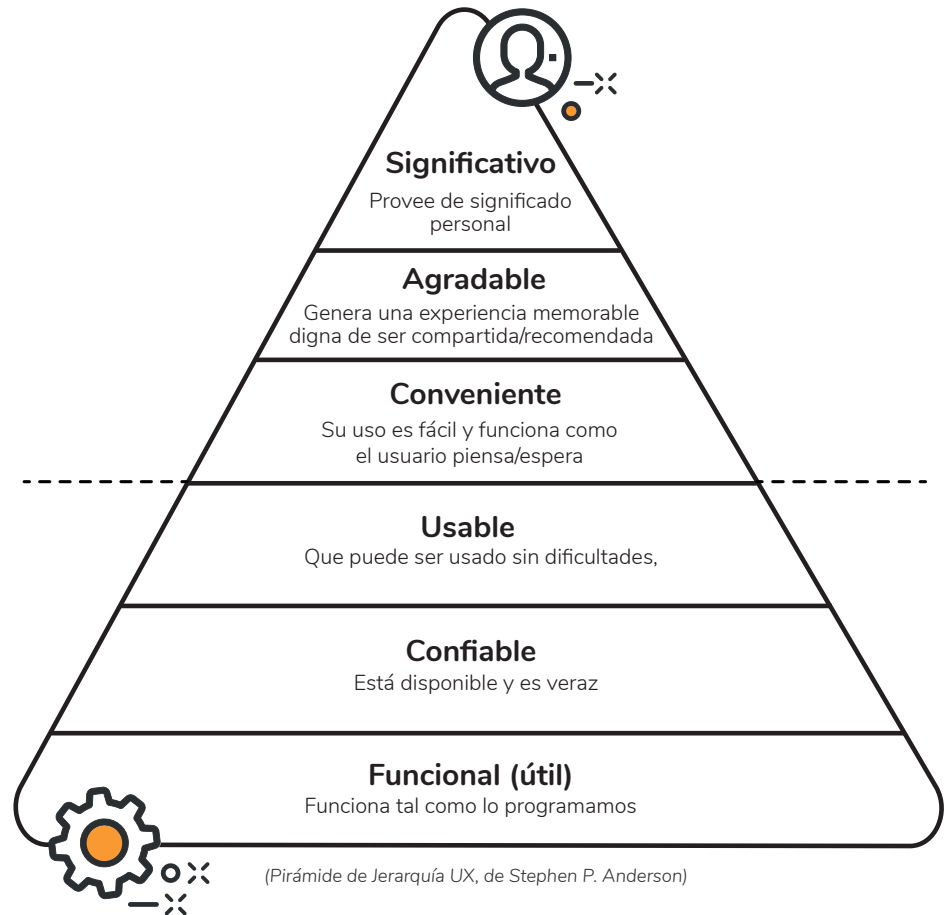 Significativo
Provee de significado
personal
Agradable
Genera una experiencia memorable
digna de ser compartida/recomendada
Conveniente
Su uso es fácil y funciona como
el usuario piensa/espera
Usable
Que puede ser usado sin dificultades,
Confiable
Está disponible y es veraz
Funcional (útil)
Funciona tal como lo programamos
(Pirámide de Jerarquía UX, de Stephen P. Anderson)